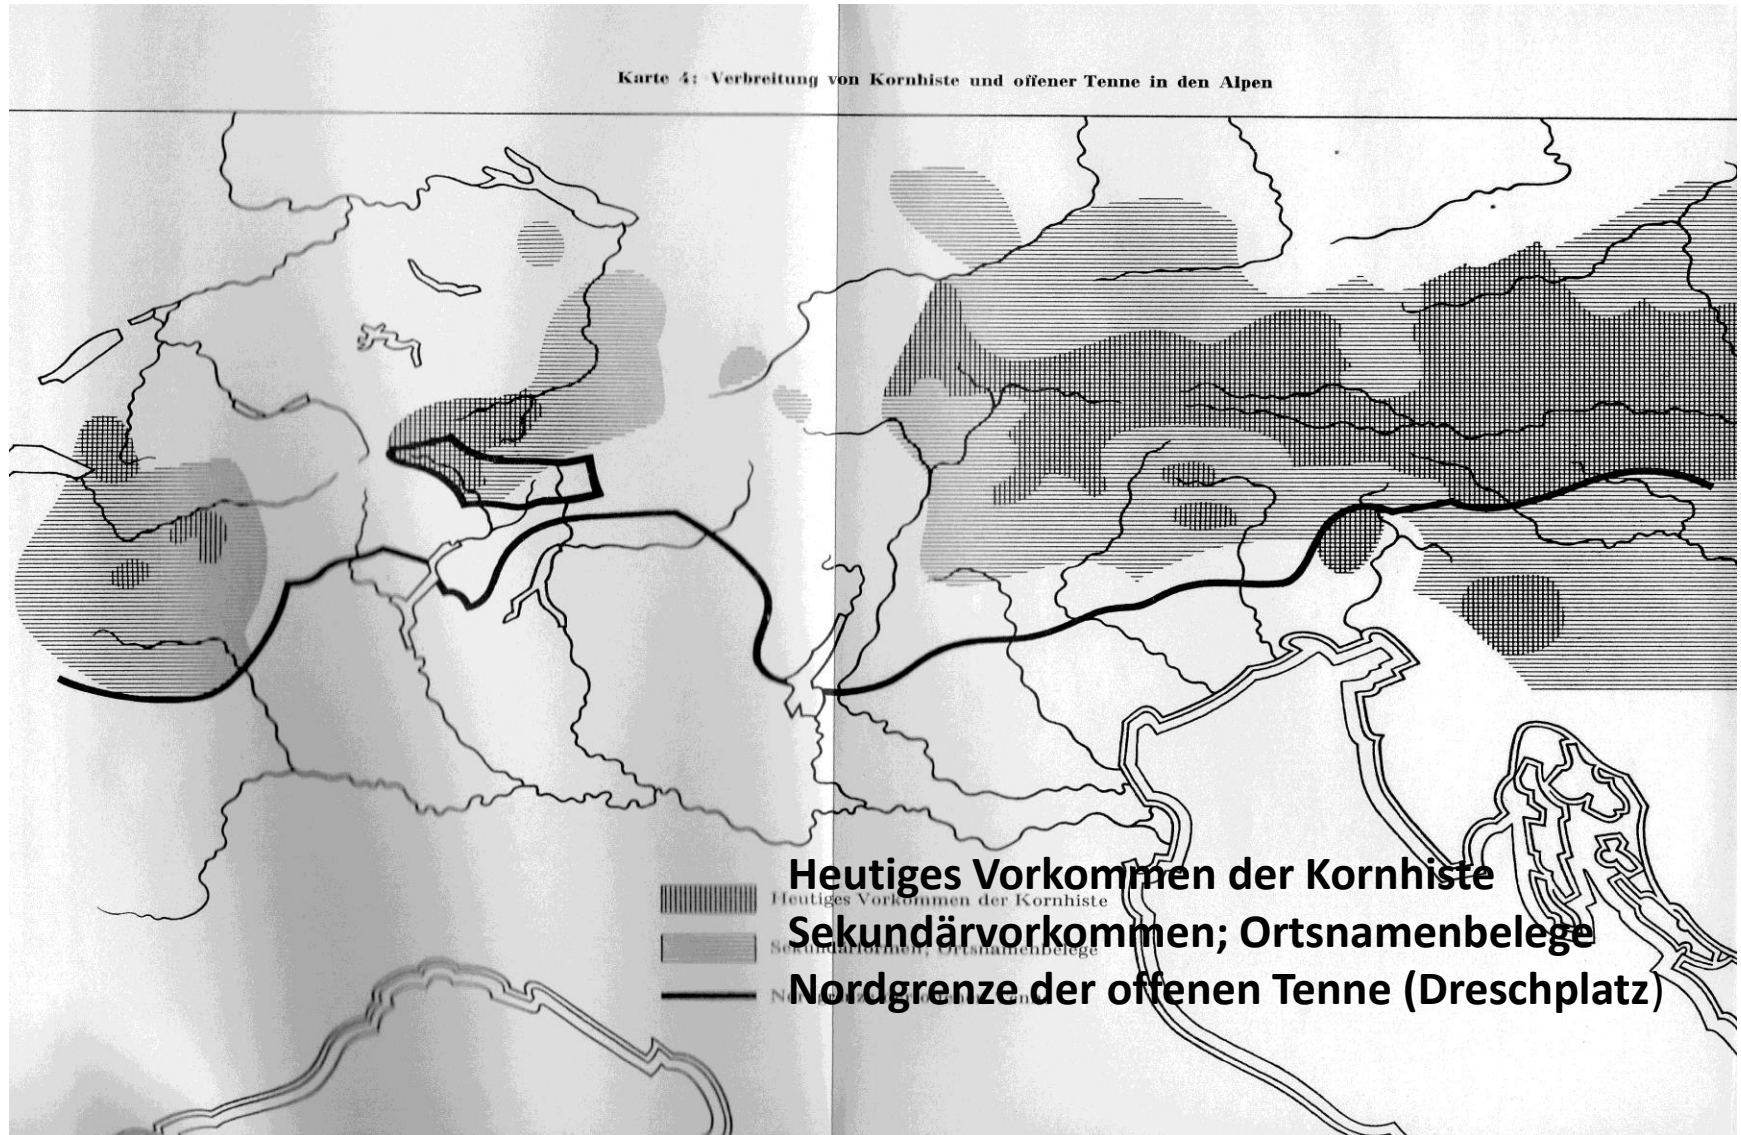 Karte 4: Verbreitung von Kornhiste und offener Tenne in den Alpen
Heutiges Vorkommen der Kornhiste
Heutiges Vorkommen der Kornhiste
Sekundärvorkommen; Ortsnamenbelege
Sekundärformen; Ortsnamenbelege
Nordgrenze der offenen Tenne (Dreschplatz)